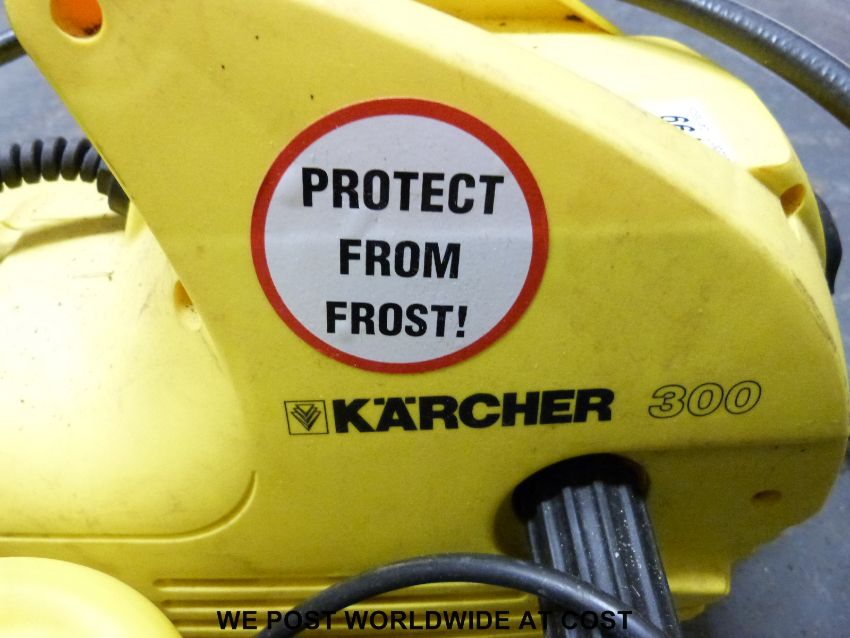 PROTECT
FROM
FROST!
KÄRCHER 300
WE POST WORLDWIDE AT COST